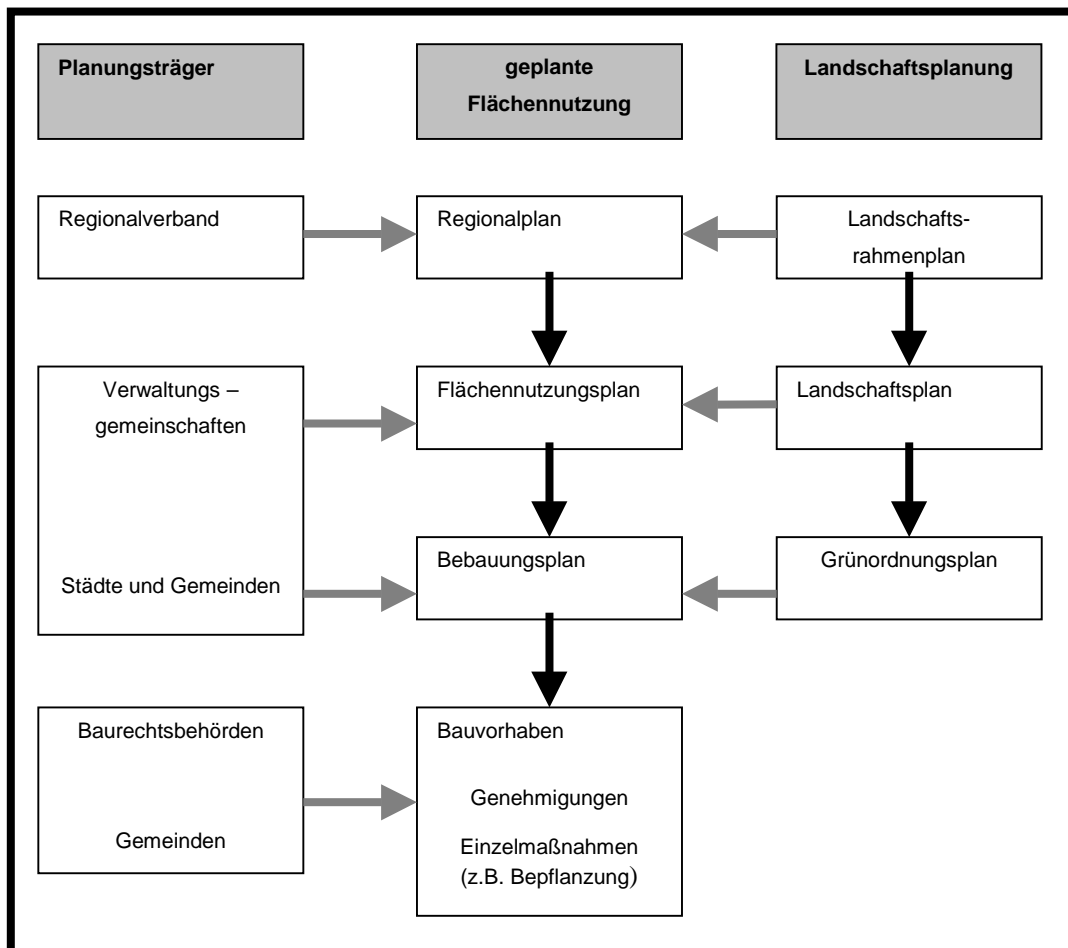 Planungsträger
geplante
Flächennutzung
Landschaftsplanung
Regionalverband
Regionalplan
Landschafts-
rahmenplan
Verwaltungs –
gemeinschaften
Städte und Gemeinden
Flächennutzungsplan
Landschaftsplan
Bebauungsplan
Grünordnungsplan
Baurechtsbehörden
Gemeinden
Bauvorhaben
Genehmigungen
Einzelmaßnahmen
(z.B. Bepflanzung)